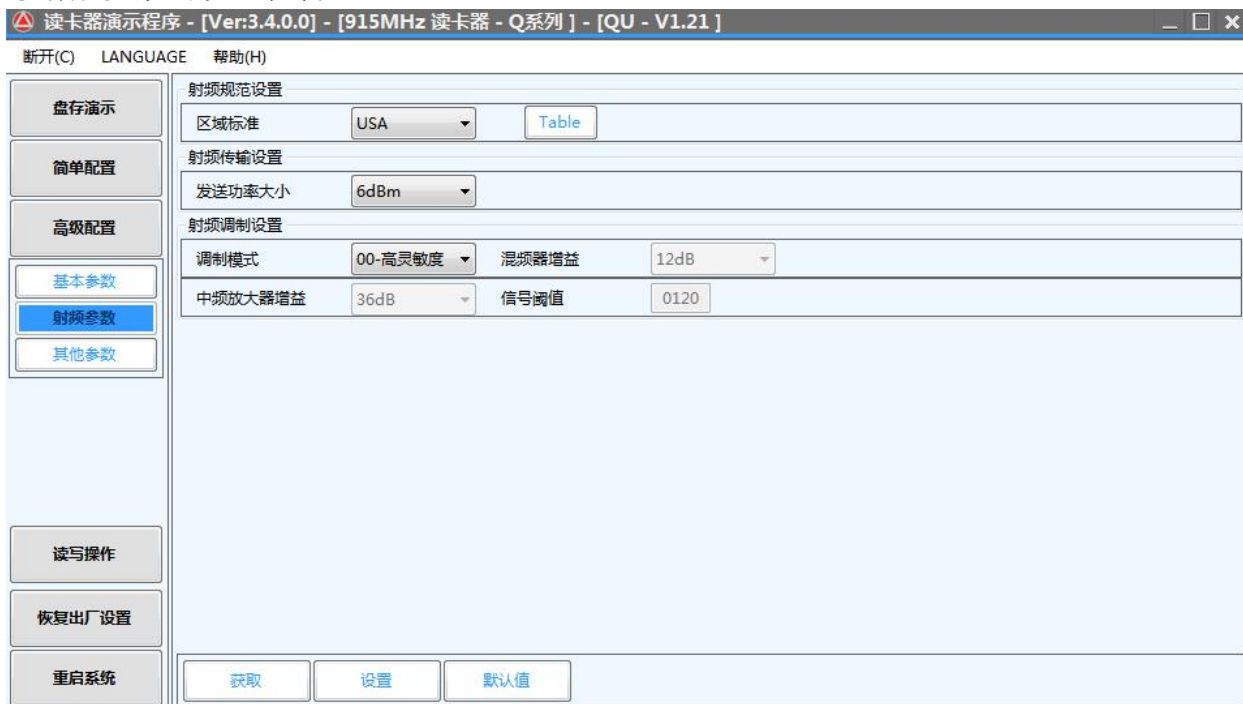 读卡器演示程序 - [Ver:3.4.0.0] - [915MHz 读卡器 - Q系列 ] - [QU - V1.21 ]
断开(C) LANGUAGE 帮助(H)
盘存演示
简单配置
高级配置
基本参数
射频参数
其他参数
读写操作
恢复出厂设置
重启系统
射频规范设置
区域标准 USA Table
射频传输设置
发送功率大小 6dBm
射频调制设置
调制模式 00-高灵敏度 混频器增益 12dB
中频放大器增益 36dB 信号阈值 0120
获取 设置 默认值